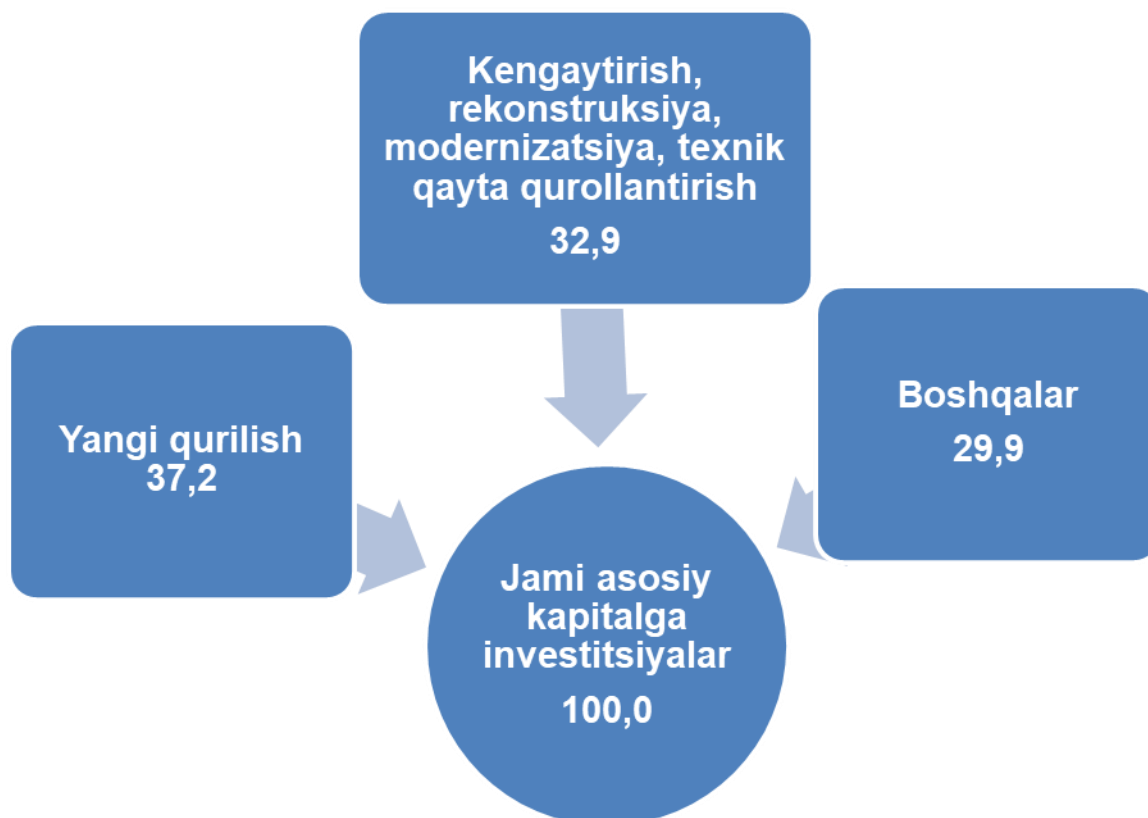 Kengaytirish,
rekonstruksiya,
modernizatsiya, texnik
qayta qurollantirish
32,9
Yangi qurilish
37,2
Boshqalar
29,9
Jami asosiy
kapitalga
investitsiyalar
100,0